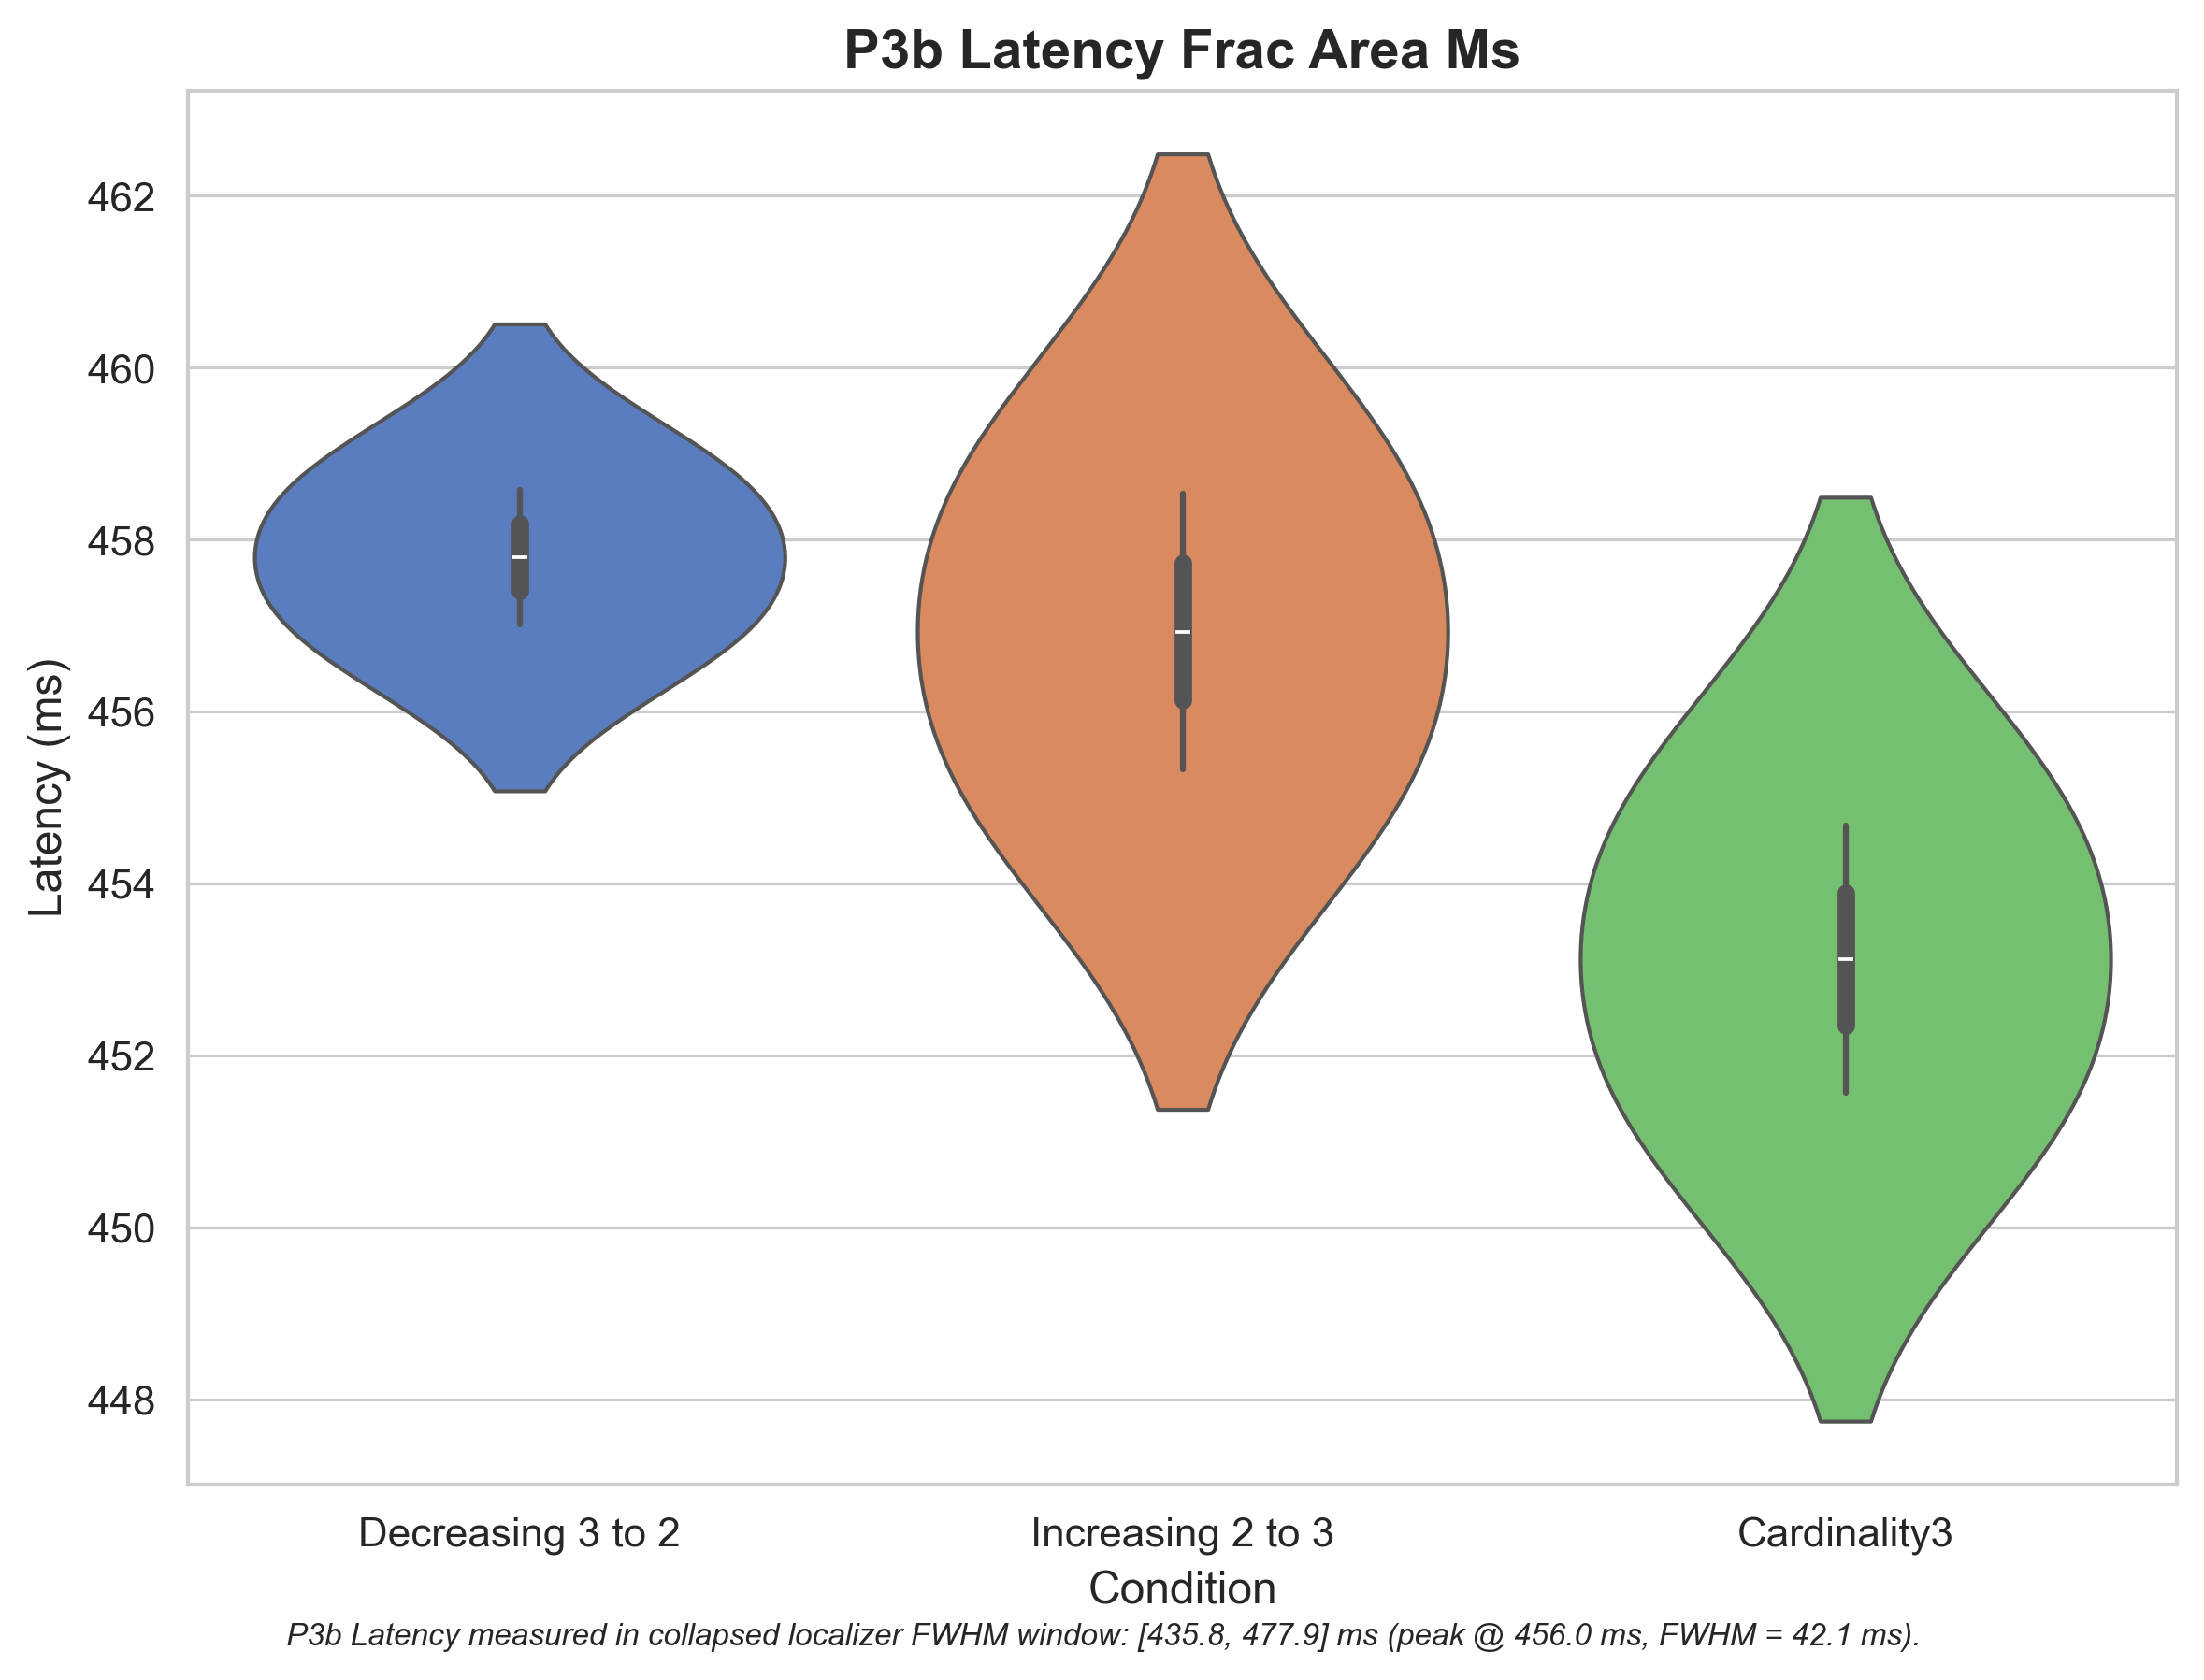 P3b Latency Frac Area Ms
Latency (ms)
462
460
458
456
454
452
450
448
Decreasing 3 to 2
Increasing 2 to 3
Cardinality3
Condition
P3b Latency measured in collapsed localizer FWHM window: [435.8, 477.9] ms (peak @ 456.0 ms, FWHM = 42.1 ms).